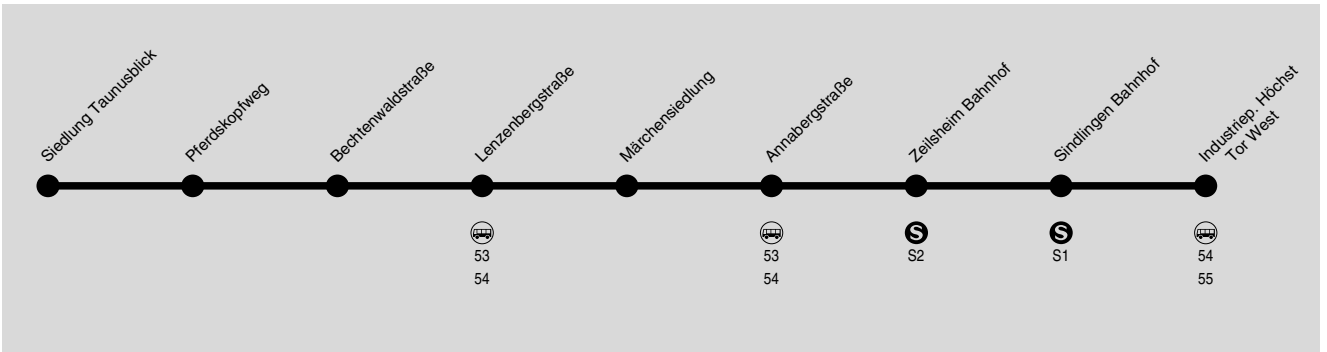 Siedlung Taunusblick
Pferdskopfweg
Bechtenwaldstraße
Lenzenbergstraße
Märchensiedlung
Annabergstraße
Zeilsheim Bahnhof
Sindlingen Bahnhof
Industriep. Höchst
Tor West
53
54
53
54
S
S2
S
S1
54
55